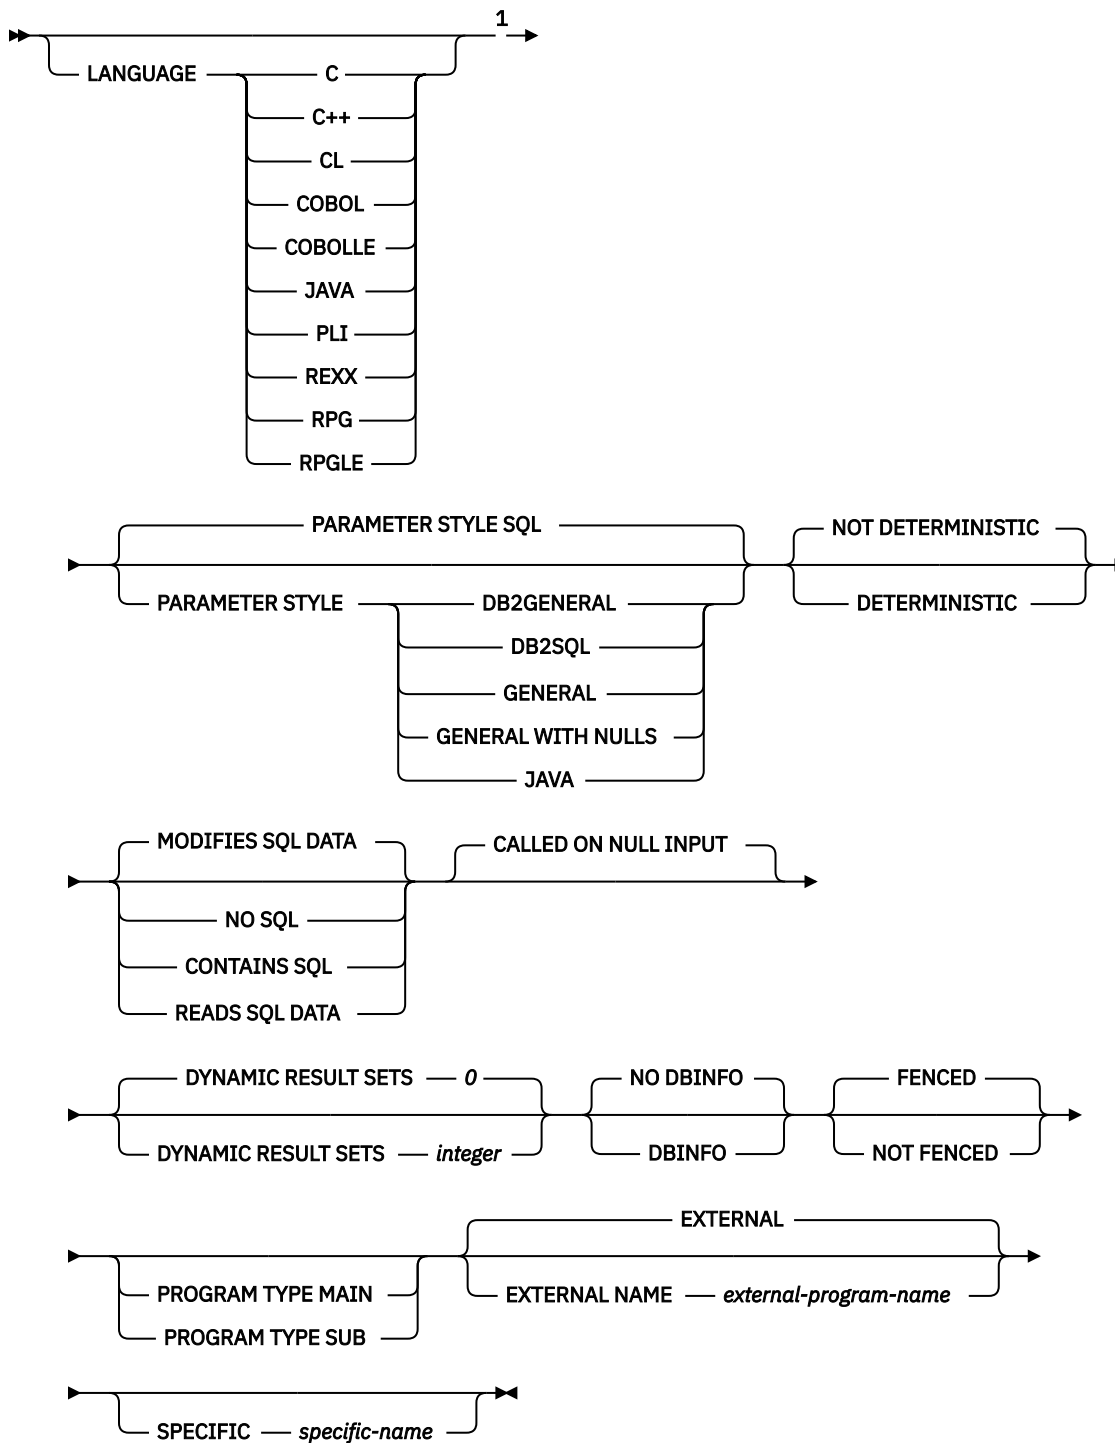 1
LANGUAGE C
C++
CL
COBOL
COBOLLE
JAVA
PLI
REXX
RPG
RPGLE
PARAMETER STYLE SQL NOT DETERMINISTIC
PARAMETER STYLE DB2GENERAL DETERMINISTIC
DB2SQL
GENERAL
GENERAL WITH NULLS
JAVA
MODIFIES SQL DATA CALLED ON NULL INPUT
NO SQL
CONTAINS SQL
READS SQL DATA
DYNAMIC RESULT SETS 0 NO DBINFO FENCED
DYNAMIC RESULT SETS integer DBINFO NOT FENCED
EXTERNAL
PROGRAM TYPE MAIN EXTERNAL NAME external-program-name
PROGRAM TYPE SUB
SPECIFIC specific-name